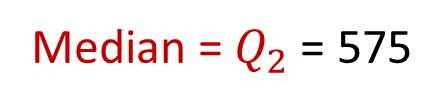 Median = Q₂ = 575